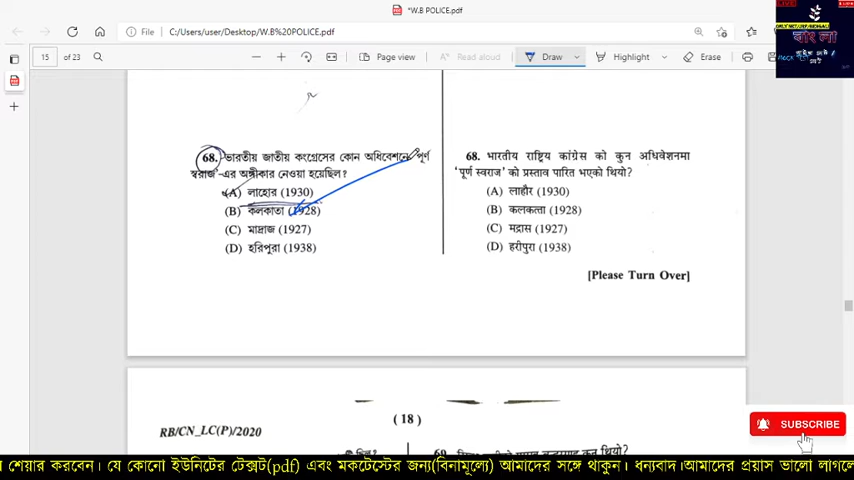 *W.B POLICE.pdf
File | C:/Users/user/Desktop/W.B%20POLICE.pdf
15 of 23
Read aloud
Draw
Highlight
Erase
LIVE
বাংলা
68. ভারতীয় জাতীয় কংগ্রেসের কোন অধিবেশনে 'পূর্ণ
স্বরাজ'-এর অঙ্গীকার নেওয়া হয়েছিল?
(A) লাহোর (1930)
(B) কলকাতা (1928)
(C) মাদ্রাজ (1927)
(D) হরিপুরা (1938)
68. भारतीय राष्ट्रिय कांग्रेस को कुन अधिवेशनमा
'पूर्ण स्वराज' को प्रस्ताव पारित भएको थियो?
(A) लाहौर (1930)
(B) कलकत्ता (1928)
(C) मद्रास (1927)
(D) हरीपुरा (1938)
[Please Turn Over]
( 18 )
RB/CN_LC(P)/2020
SUBSCRIBE
শেয়ার করবেন। যে কোনো ইউনিটের টেক্সট(pdf) এবং মকটেস্টের জন্য(বিনামূল্যে) আমাদের সঙ্গে থাকুন। ধন্যবাদ।আমাদের প্রয়াস ভালো লাগলে